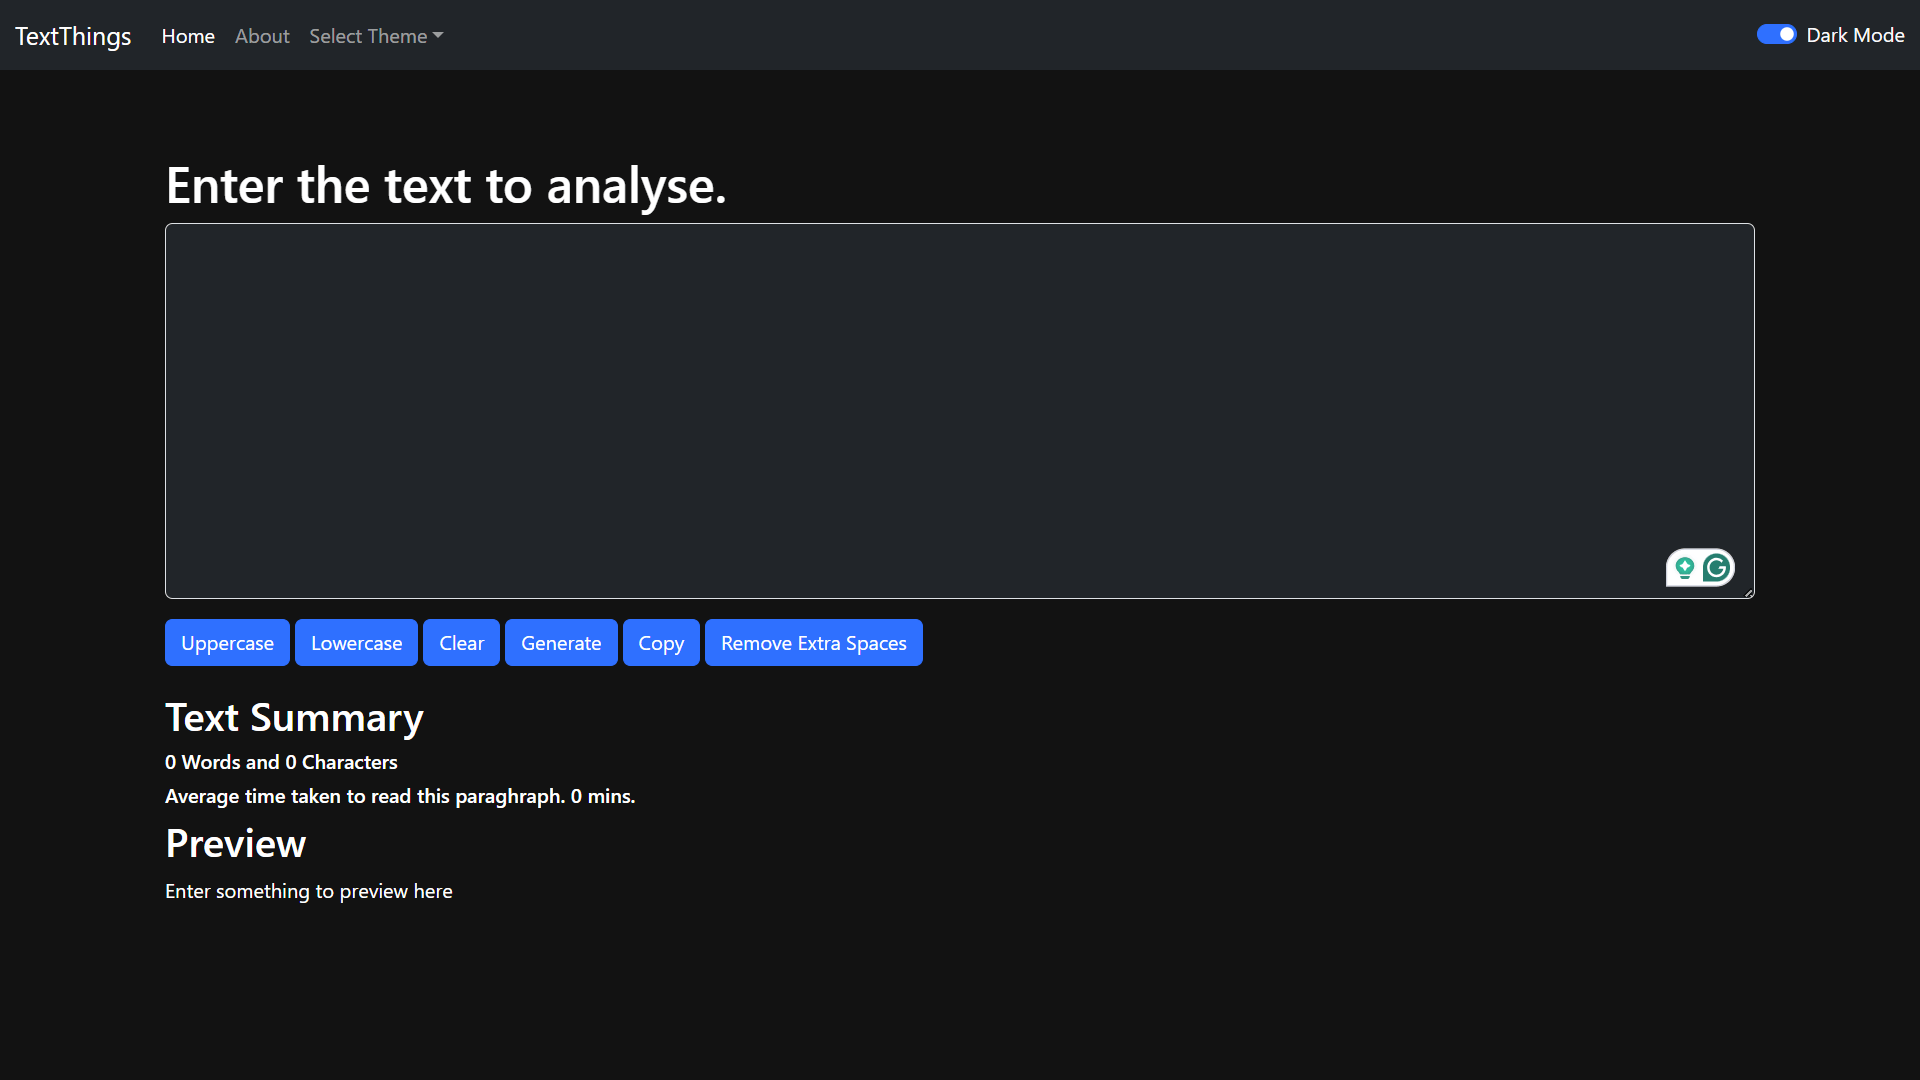 TextThings Home About Select Theme Dark Mode
Enter the text to analyse.
Uppercase Lowercase Clear Generate Copy Remove Extra Spaces
Text Summary
0 Words and 0 Characters
Average time taken to read this paraghraph. 0 mins.
Preview
Enter something to preview here